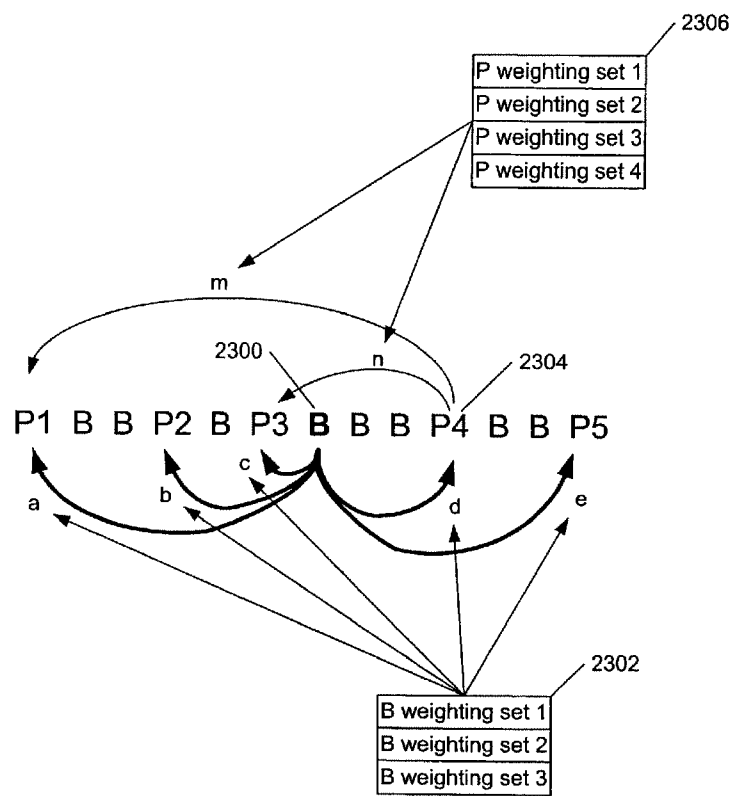 2306
P weighting set 1
P weighting set 2
P weighting set 3
P weighting set 4
m
2300
n
2304
P1 B B P2 B P3 B B B P4 B B P5
a
b
c
d
e
2302
B weighting set 1
B weighting set 2
B weighting set 3